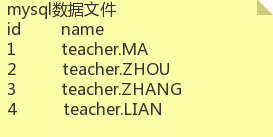 mysql数据文件
id name
1 teacher.MA
2 teacher.ZHOU
3 teacher.ZHANG
4 teacher.LIAN